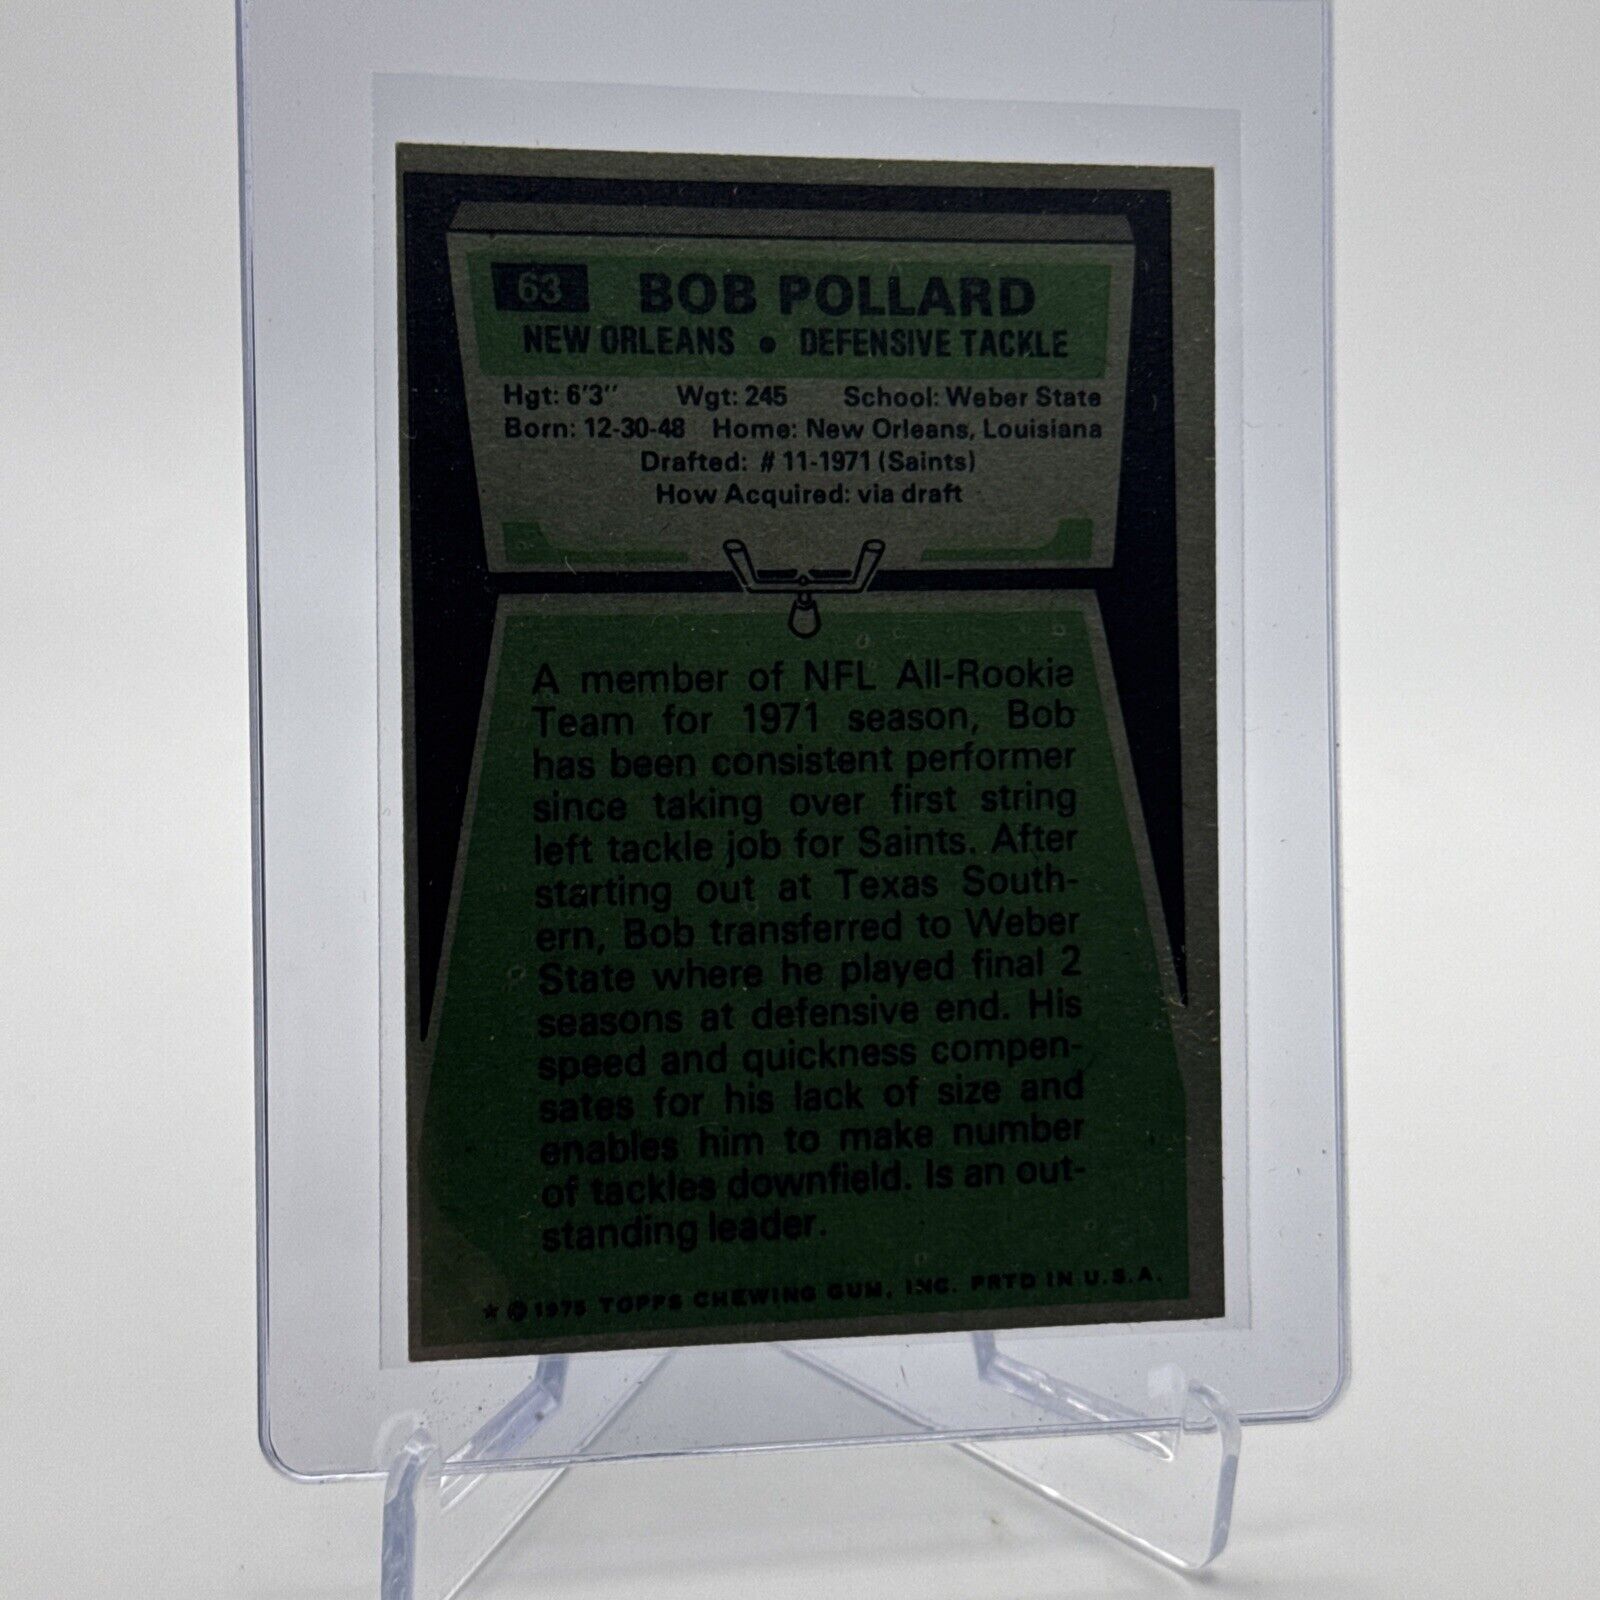 63 BOB POLLARD
NEW ORLEANS • DEFENSIVE TACKLE
Hgt: 6'3" Wgt: 245 School: Weber State
Born: 12-30-48 Home: New Orleans, Louisiana
Drafted: # 11-1971 (Saints)
How Acquired: via draft
A member of NFL All-Rookie
Team for 1971 season, Bob
has been consistent performer
since taking over first string
left tackle job for Saints. After
starting out at Texas South-
ern, Bob transferred to Weber
State where he played final 2
seasons at defensive end. His
speed and quickness compen-
sates for his lack of size and
enables him to make number
of tackles downfield. Is an out-
standing leader.
★ © 1975 TOPPS CHEWING GUM, INC. PRTD IN U.S.A.